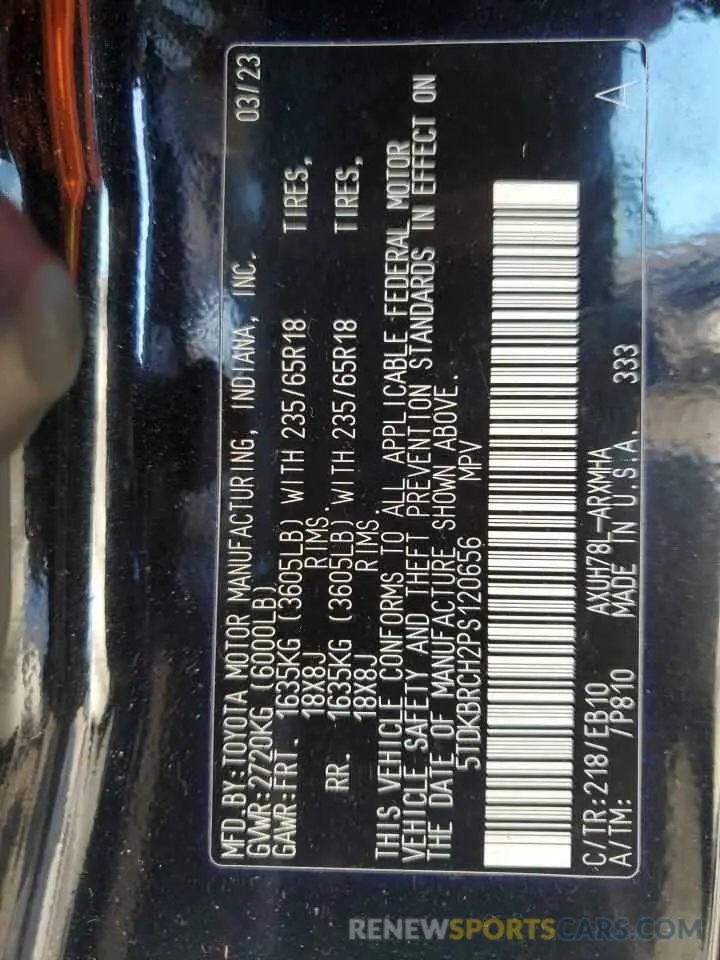 MFD.BY:TOYOTA MOTOR MANUFACTURING, INDIANA, INC. 03/23
GVWR:2720KG (6000LB)
GAWR:FRT. 1635KG (3605LB) WITH 235/65R18 TIRES,
18X8J RIMS.
RR. 1635KG (3605LB) WITH 235/65R18 TIRES,
18X8J RIMS.
THIS VEHICLE CONFORMS TO ALL APPLICABLE FEDERAL MOTOR
VEHICLE SAFETY AND THEFT PREVENTION STANDARDS IN EFFECT ON
THE DATE OF MANUFACTURE SHOWN ABOVE.
5TDKBRCH2PS120656 MPV
C/TR:218/EB10 AXUH78L-ARXMHA
A/TM: /P810 MADE IN U.S.A. 333 A
RENEWSPORTSCARS.COM